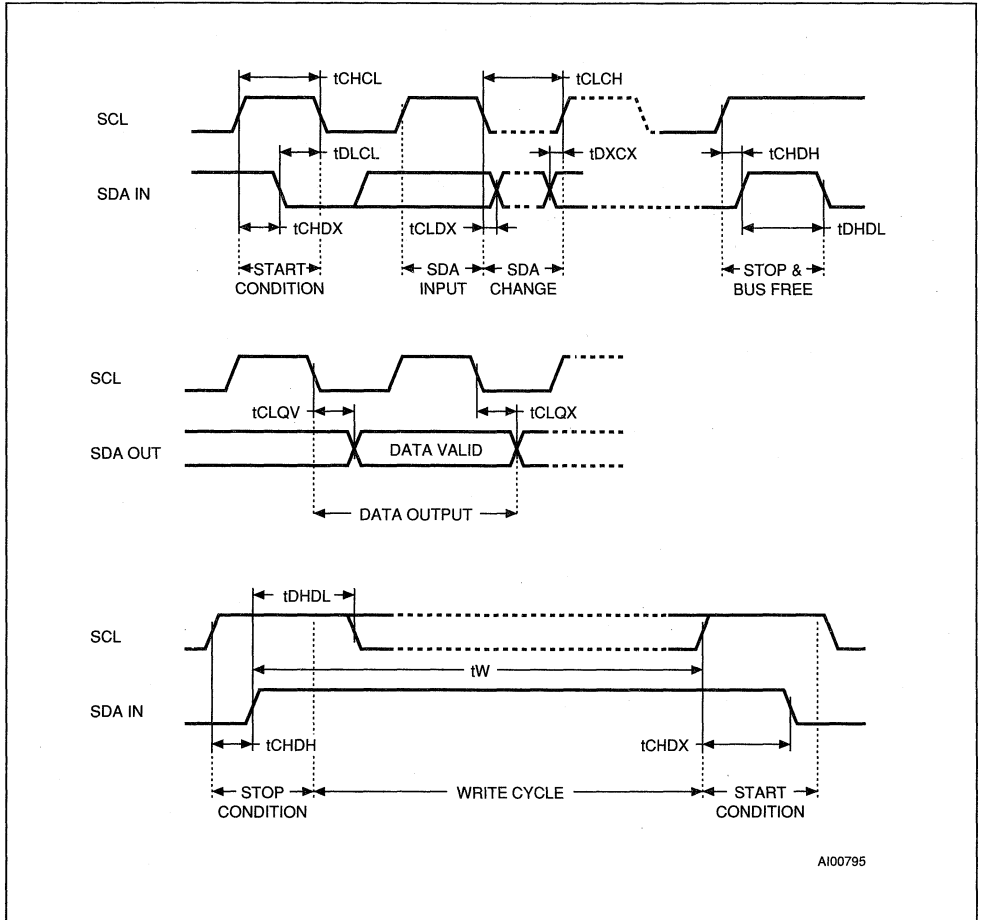 tCHCL
tCLCH
SCL
tDLCL
tDXCX
tCHDH
SDA IN
tCHDX
tCLDX
tDHDL
START
CONDITION
SDA
INPUT
SDA
CHANGE
STOP &
BUS FREE
SCL
tCLQV
tCLQX
SDA OUT
DATA VALID
DATA OUTPUT
tDHDL
SCL
tW
SDA IN
tCHDH
tCHDX
STOP
CONDITION
WRITE CYCLE
START
CONDITION
AI00795